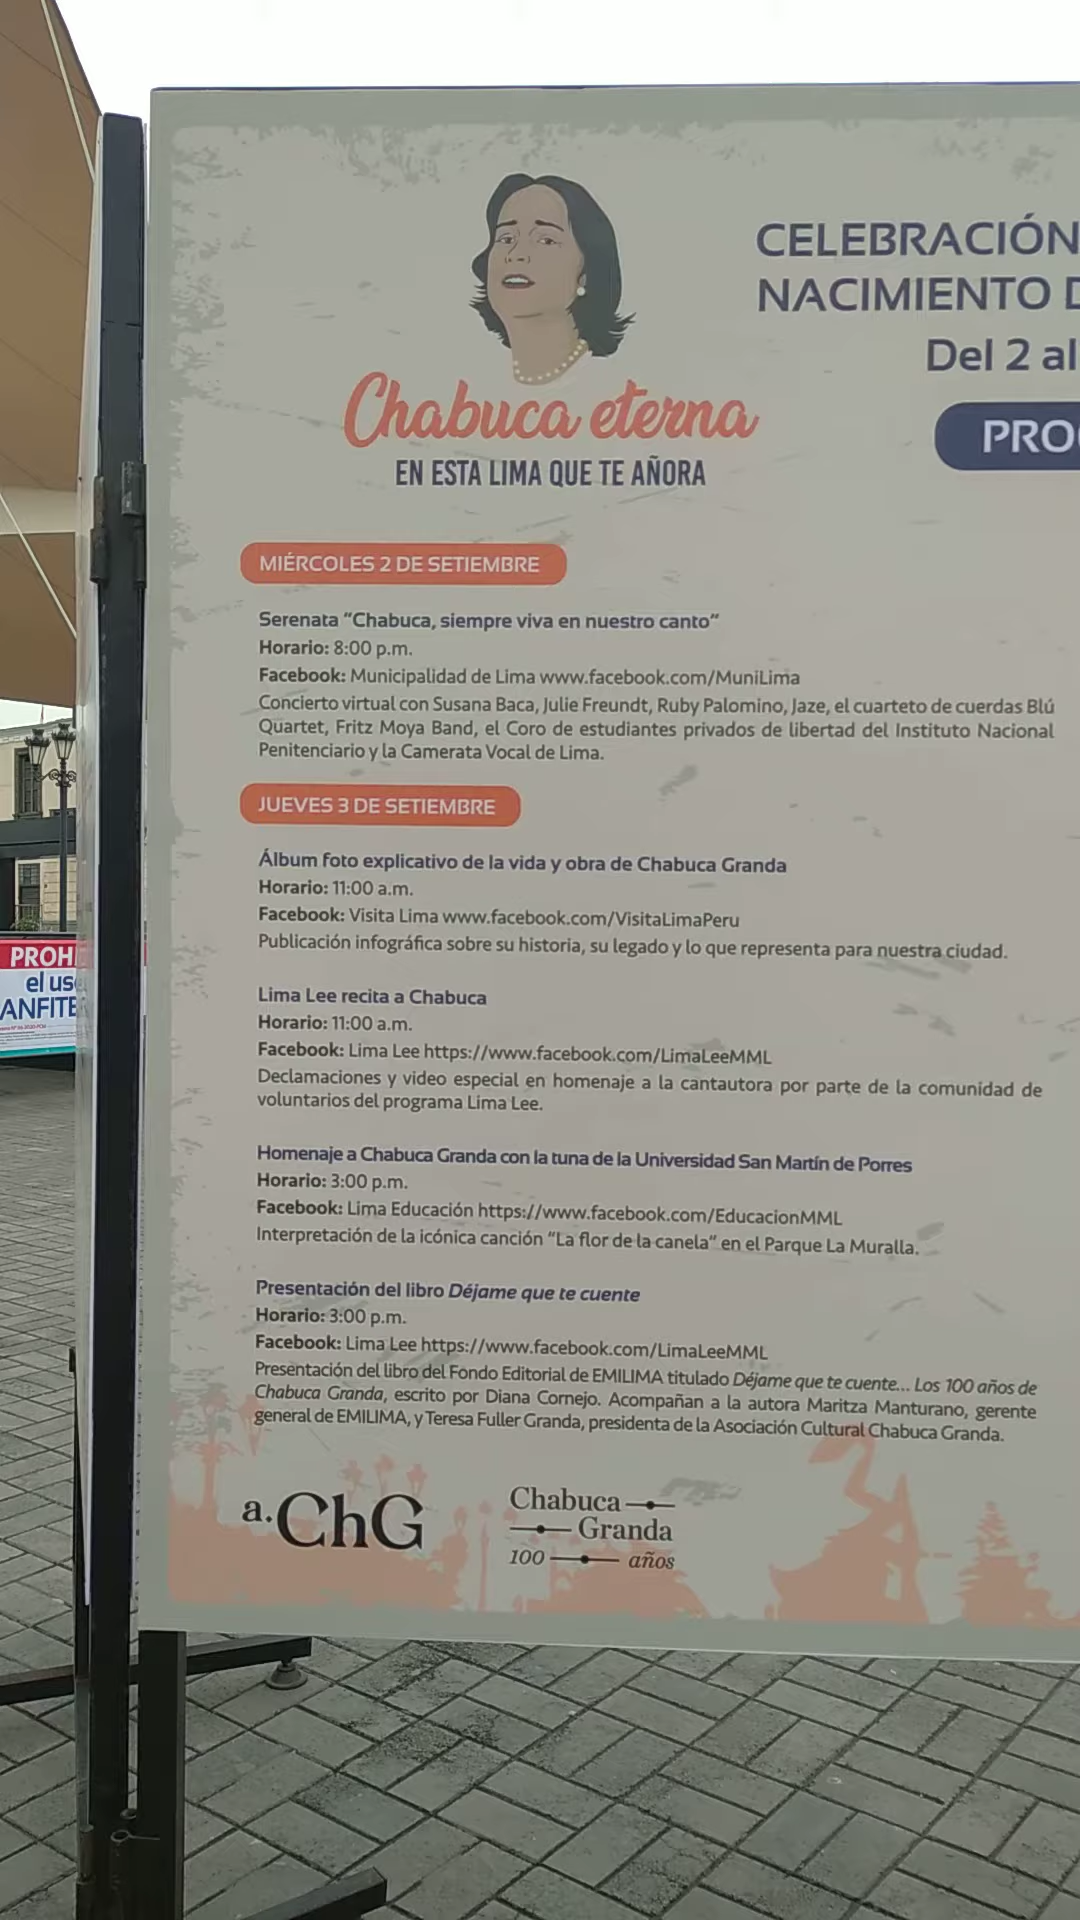 CELEBRACIÓN
NACIMIENTO
Del 2 al
Chabuca eterna
EN ESTA LIMA QUE TE AÑORA
MIÉRCOLES 2 DE SETIEMBRE
Serenata "Chabuca, siempre viva en nuestro canto"
Horario: 8:00 p.m.
Facebook: Municipalidad de Lima www.facebook.com/MuniLima
Concierto virtual con Susana Baca, Julie Freundt, Ruby Palomino, Jaze, el cuarteto de cuerdas Blú
Quartet, Fritz Moya Band, el Coro de estudiantes privados de libertad del Instituto Nacional
Penitenciario y la Camerata Vocal de Lima.
JUEVES 3 DE SETIEMBRE
Álbum foto explicativo de la vida y obra de Chabuca Granda
Horario: 11:00 a.m.
Facebook: Visita Lima www.facebook.com/VisitaLimaPeru
Publicación infográfica sobre su historia, su legado y lo que representa para nuestra ciudad.
Lima Lee recita a Chabuca
Horario: 11:00 a.m.
Facebook: Lima Lee https://www.facebook.com/LimaLeeMML
Declamaciones y video especial en homenaje a la cantautora por parte de la comunidad de
voluntarios del programa Lima Lee.
Homenaje a Chabuca Granda con la tuna de la Universidad San Martín de Porres
Horario: 3:00 p.m.
Facebook: Lima Educación https://www.facebook.com/EducacionMML
Interpretación de la icónica canción "La flor de la canela" en el Parque La Muralla.
Presentación del libro Déjame que te cuente
Horario: 3:00 p.m.
Facebook: Lima Lee https://www.facebook.com/LimaLeeMML
Presentación del libro del Fondo Editorial de EMILIMA titulado Déjame que te cuente... Los 100 años de
Chabuca Granda, escrito por Diana Cornejo. Acompañan a la autora Maritza Manturano, gerente
general de EMILIMA, y Teresa Fuller Granda, presidenta de la Asociación Cultural Chabuca Granda.
a.ChG
Chabuca
Granda
100 años
PROH
el us
ANFITE